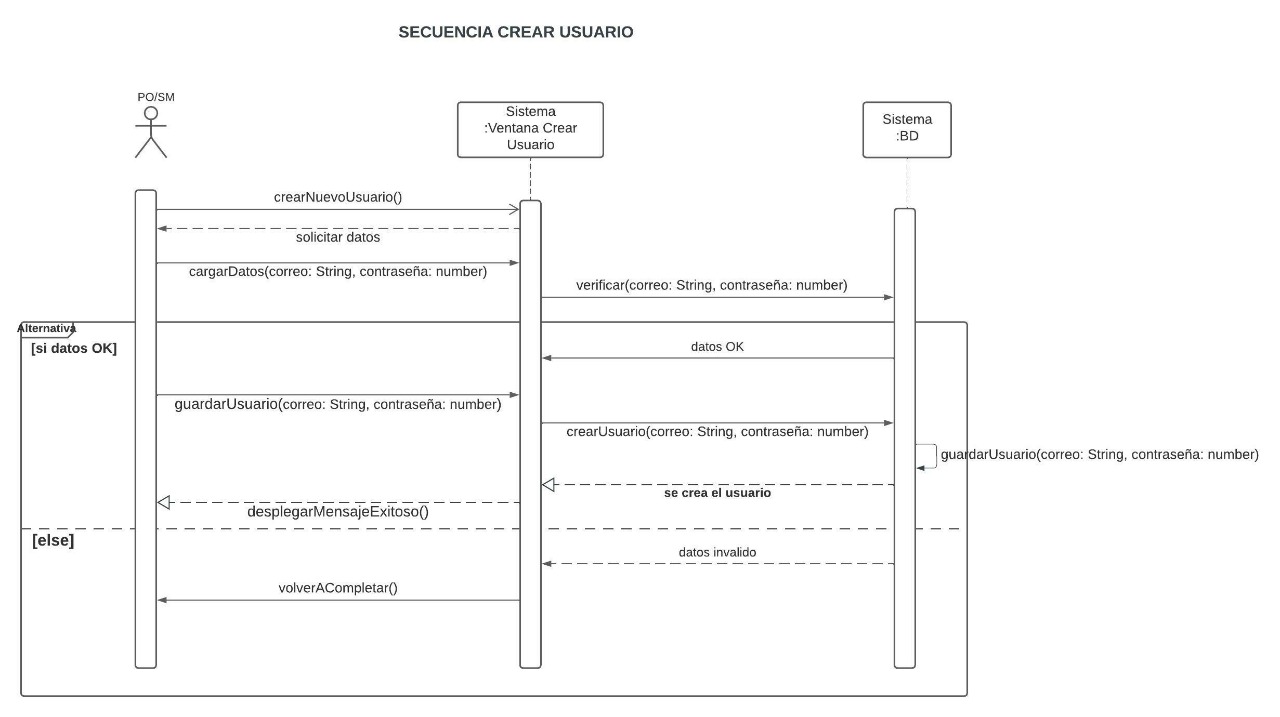 SECUENCIA CREAR USUARIO
PO/SM
Sistema
:Ventana Crear
Usuario
Sistema
:BD
crearNuevoUsuario()
solicitar datos
cargarDatos(correo: String, contraseña: number)
verificar(correo: String, contraseña: number)
Alternativa
[si datos OK]
datos OK
guardarUsuario(correo: String, contraseña: number)
crearUsuario(correo: String, contraseña: number)
guardarUsuario(correo: String, contraseña: number)
se crea el usuario
desplegarMensajeExitoso()
[else]
datos invalido
volverACompletar()